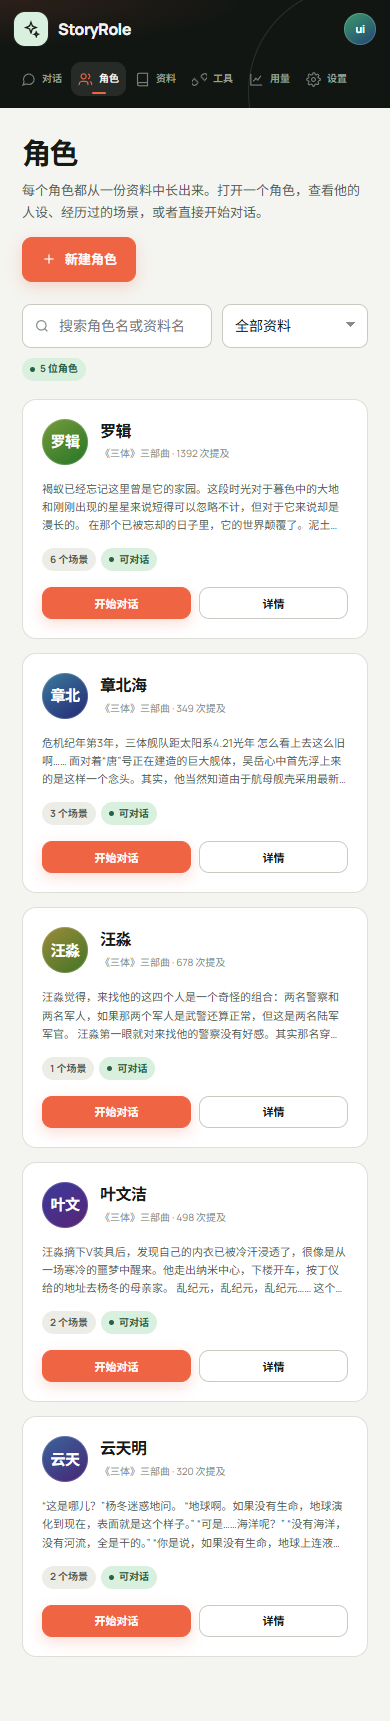 StoryRole
ui
对话
角色
资料
工具
用量
设置
角色
每个角色都从一份资料中长出来。打开一个角色，查看他的
人设、经历过的场景，或者直接开始对话。
+ 新建角色
搜索角色名或资料名
全部资料
5 位角色
罗辑
罗辑
《三体》三部曲 · 1392 次提及
褐蚁已经忘记这里曾是它的家园。这段时光对于暮色中的大地
和刚刚出现的星星来说短得可以忽略不计，但对于它来说却是
漫长的。 在那个已被忘却的日子里，它的世界颠覆了。泥土…
6 个场景
可对话
开始对话
详情
章北
章北海
《三体》三部曲 · 349 次提及
危机纪年第3年，三体舰队距太阳系4.21光年 怎么看上去这么旧
啊…… 面对着“唐”号正在建造的巨大舰体，吴岳心中首先浮上来
的是这样一个念头。其实，他当然知道由于航母舰壳采用最新…
3 个场景
可对话
开始对话
详情
汪淼
汪淼
《三体》三部曲 · 678 次提及
汪淼觉得，来找他的这四个人是一个奇怪的组合：两名警察和
两名军人，如果那两个军人是武警还算正常，但这是两名陆军
军官。 汪淼第一眼就对来找他的警察没有好感。其实那名穿…
1 个场景
可对话
开始对话
详情
叶文
叶文洁
《三体》三部曲 · 498 次提及
汪淼摘下V装具后，发现自己的内衣已被冷汗浸透了，很像是从
一场寒冷的噩梦中醒来。他走出纳米中心，下楼开车，按丁仪
给的地址去杨冬的母亲家。 乱纪元，乱纪元，乱纪元…… 这个…
2 个场景
可对话
开始对话
详情
云天
云天明
《三体》三部曲 · 320 次提及
“这是哪儿？”杨冬迷惑地问。 “地球啊。如果没有生命，地球演
化到现在，表面就是这个样子。” “可是……海洋呢？” “没有海洋，
没有河流，全是干的。” “你是说，如果没有生命，地球上连液…
2 个场景
可对话
开始对话
详情